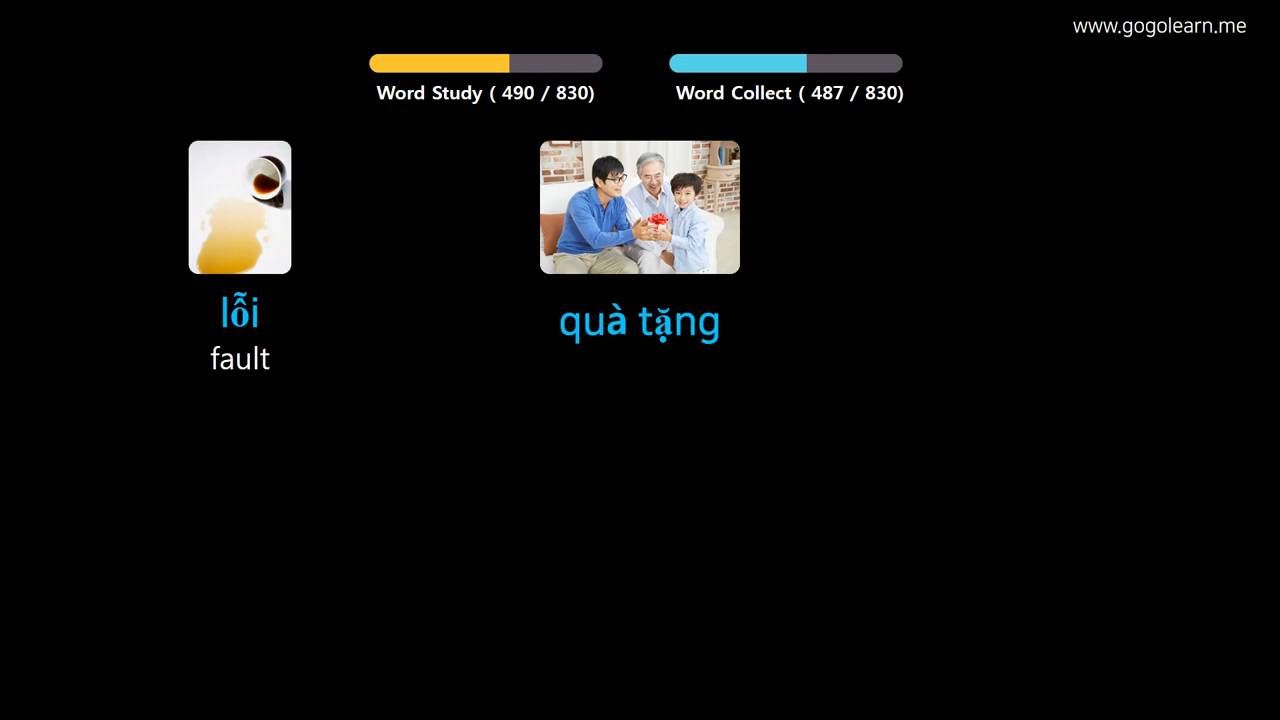 www.gogolearn.me
Word Study ( 490 / 830)
Word Collect ( 487 / 830)
lỗi
fault
quà tặng